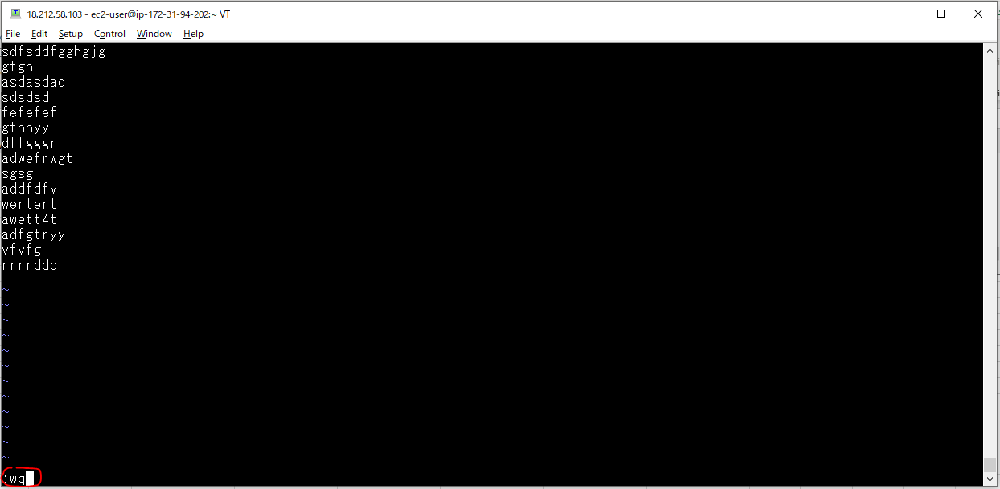 18.212.58.103 - ec2-user@ip-172-31-94-202:~ VT
File Edit Setup Control Window Help
sdfsddfgghgjg
gtgh
asdasdad
sdsdsd
fefefef
gthhyy
dffgggr
adwefrwgt
sgsg
addfdfv
wertert
awett4t
adfgtryy
vfvfg
rrrrddd
~
~
~
~
~
~
~
~
~
~
~
~
:wq